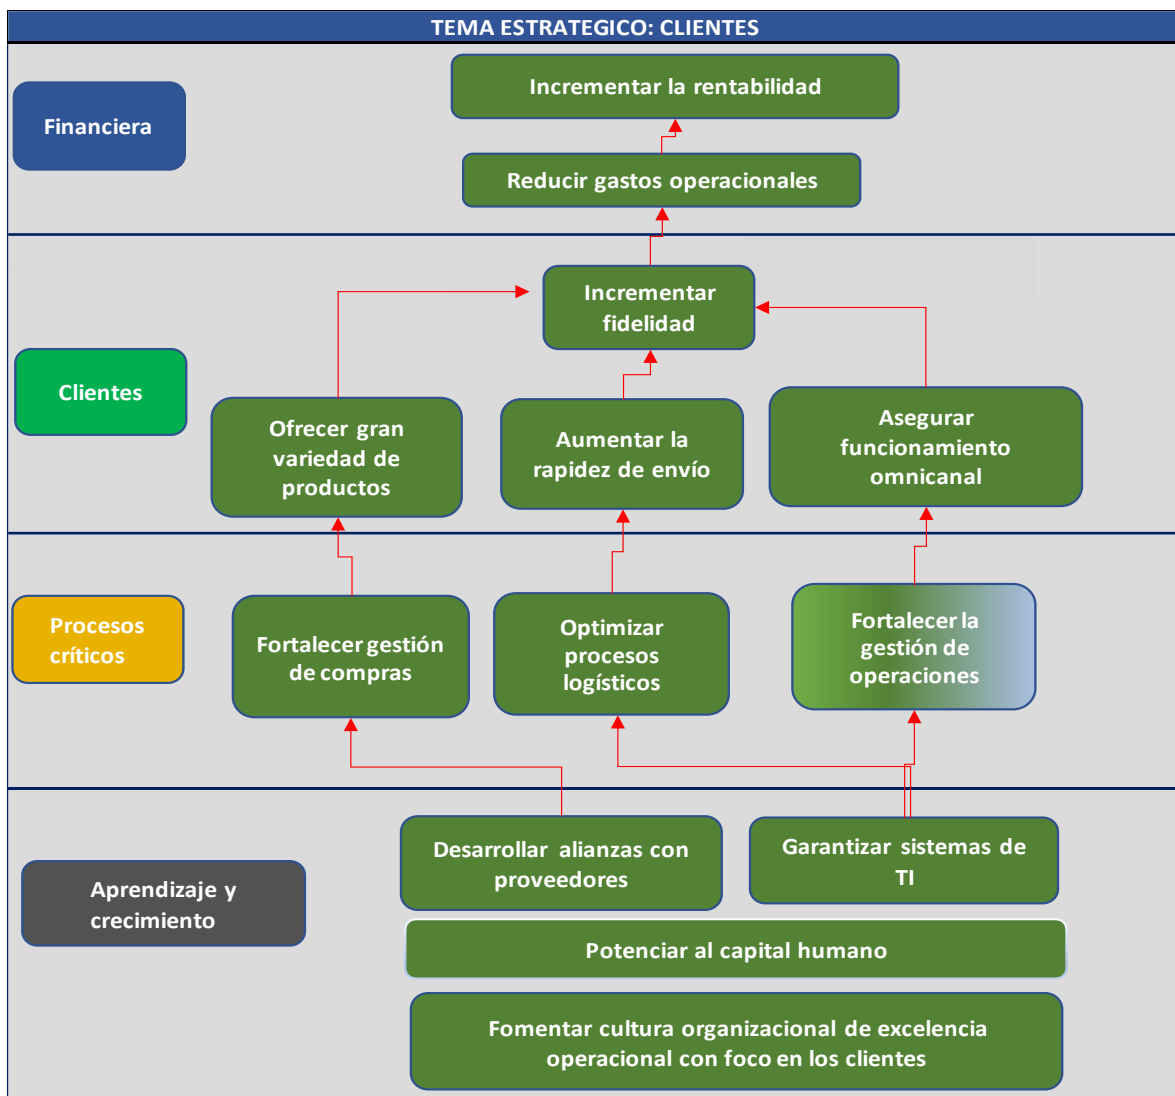 TEMA ESTRATEGICO: CLIENTES
Financiera
Incrementar la rentabilidad
Reducir gastos operacionales
Clientes
Incrementar
fidelidad
Ofrecer gran
variedad de
productos
Aumentar la
rapidez de envío
Asegurar
funcionamiento
omnicanal
Procesos
críticos
Fortalecer gestión
de compras
Optimizar
procesos
logísticos
Fortalecer la
gestión de
operaciones
Aprendizaje y
crecimiento
Desarrollar alianzas con
proveedores
Garantizar sistemas de
TI
Potenciar al capital humano
Fomentar cultura organizacional de excelencia
operacional con foco en los clientes